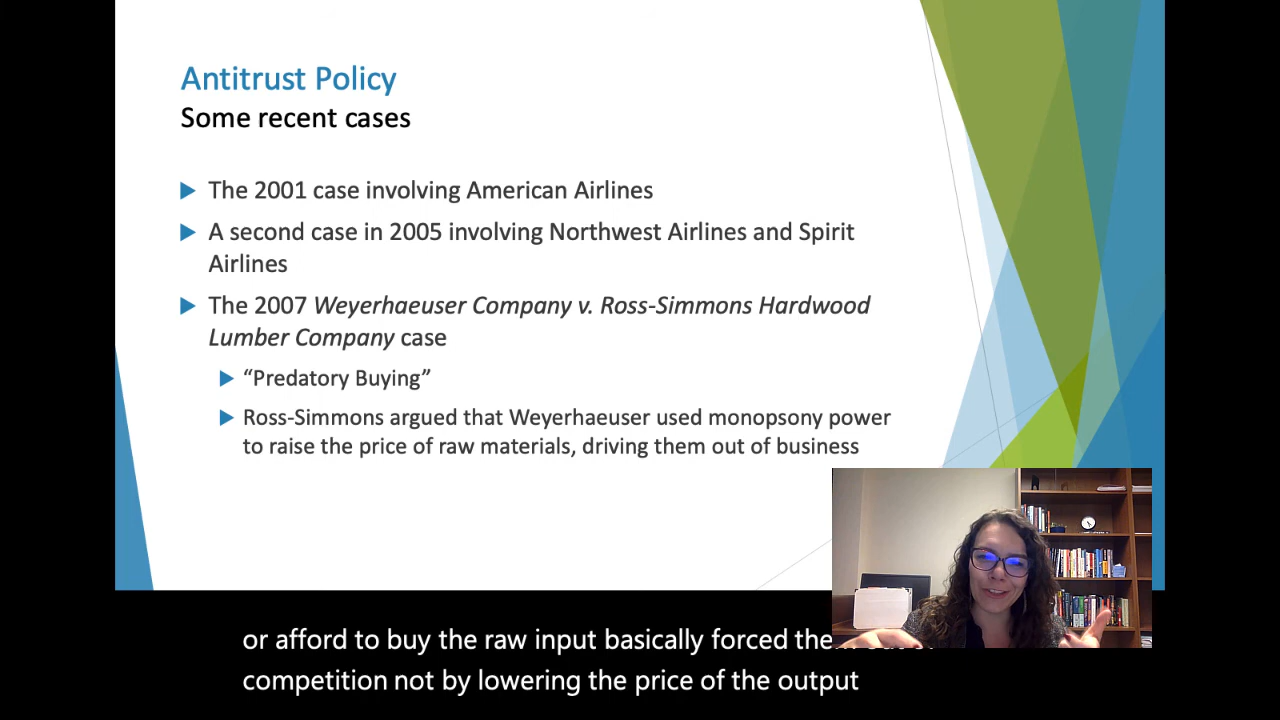 Antitrust Policy
Some recent cases
The 2001 case involving American Airlines
A second case in 2005 involving Northwest Airlines and Spirit
Airlines
The 2007 Weyerhaeuser Company v. Ross-Simmons Hardwood
Lumber Company case
“Predatory Buying”
Ross-Simmons argued that Weyerhaeuser used monopsony power
to raise the price of raw materials, driving them out of business
or afford to buy the raw input basically forced
competition not by lowering the price of the output